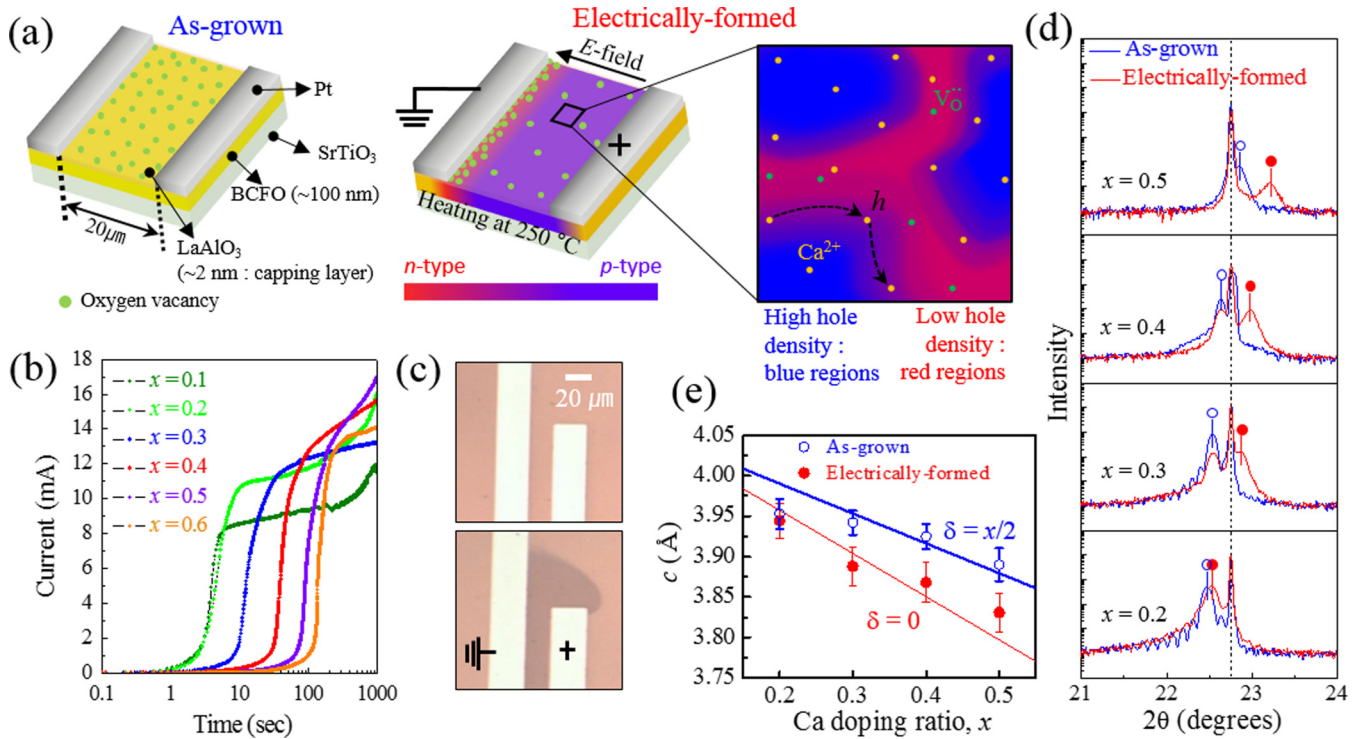 (a)
As-grown
Pt
SrTiO3
BCFO (~100 nm)
LaAlO3
(~2 nm : capping layer)
20㎛
Oxygen vacancy
Electrically-formed
E-field
+
Heating at 250 °C
n-type
p-type
V··O
h
Ca2+
High hole
density :
blue regions
Low hole
density :
red regions
(b)
Current (mA)
18
16
14
12
10
8
6
4
2
0
x = 0.1
x = 0.2
x = 0.3
x = 0.4
x = 0.5
x = 0.6
0.1 1 10 100 1000
Time (sec)
(c)
20 ㎛
+
(d)
As-grown
Electrically-formed
x = 0.5
x = 0.4
x = 0.3
x = 0.2
Intensity
21 22 23 24
2θ (degrees)
(e)
c (Å)
4.05
4.00
3.95
3.90
3.85
3.80
3.75
As-grown
Electrically-formed
δ = x/2
δ = 0
0.2 0.3 0.4 0.5
Ca doping ratio, x